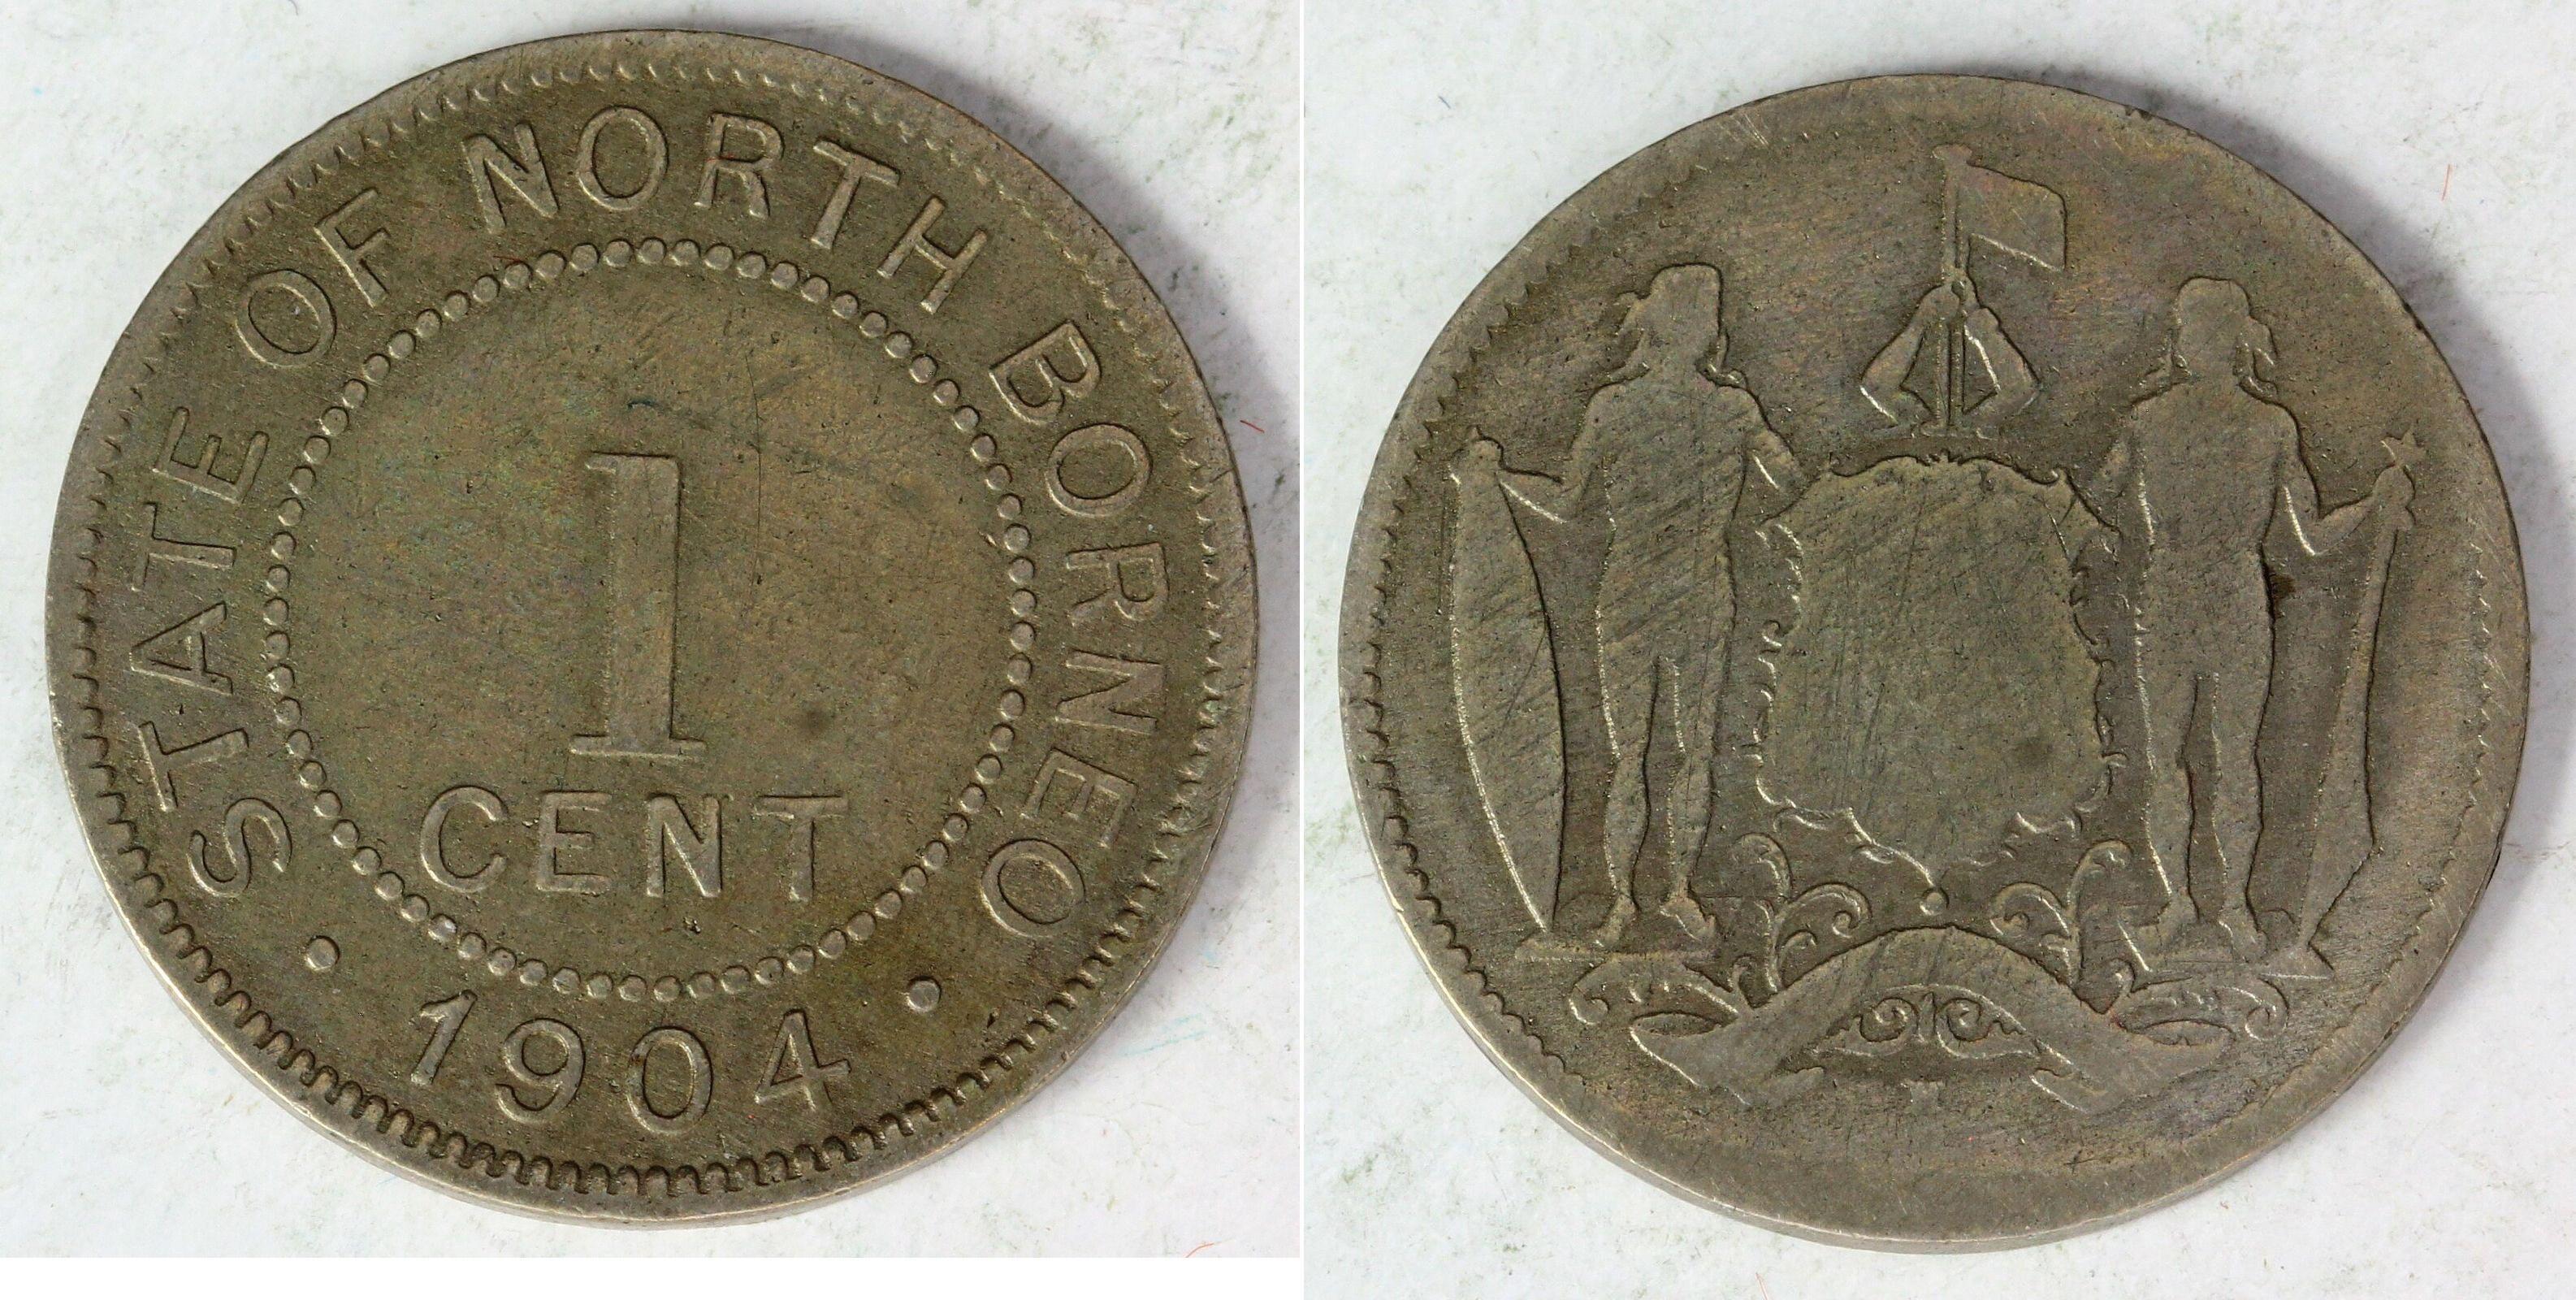 STATE OF NORTH BORNEO
1
CENT
• 1904 •